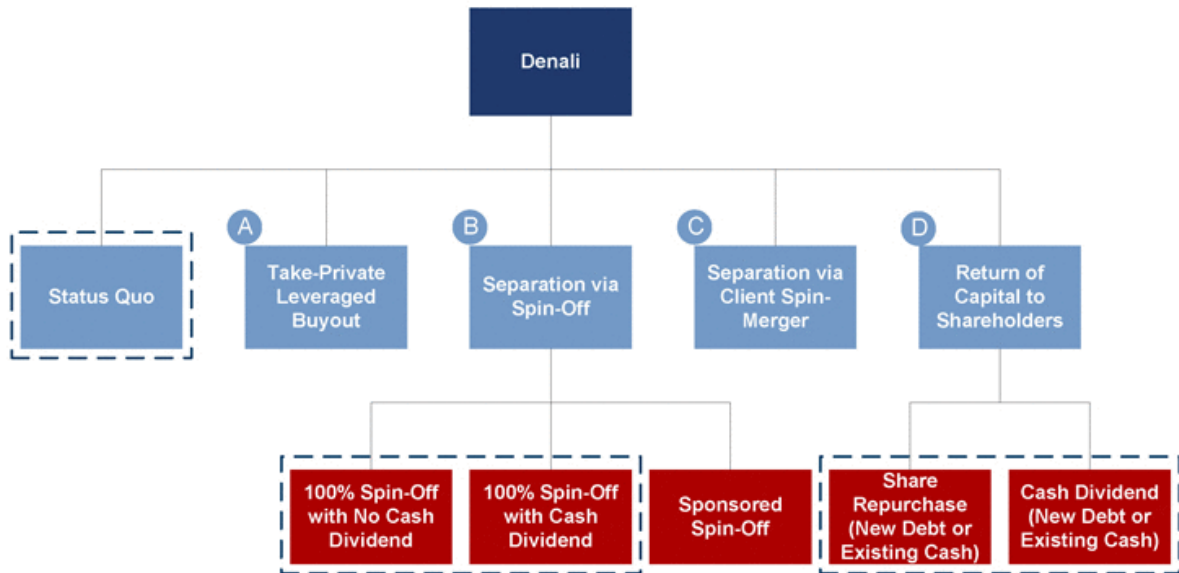 Denali
A
B
C
D
Status Quo
Take-Private
Leveraged
Buyout
Separation via
Spin-Off
Separation via
Client Spin-
Merger
Return of
Capital to
Shareholders
100% Spin-Off
with No Cash
Dividend
100% Spin-Off
with Cash
Dividend
Sponsored
Spin-Off
Share
Repurchase
(New Debt or
Existing Cash)
Cash Dividend
(New Debt or
Existing Cash)